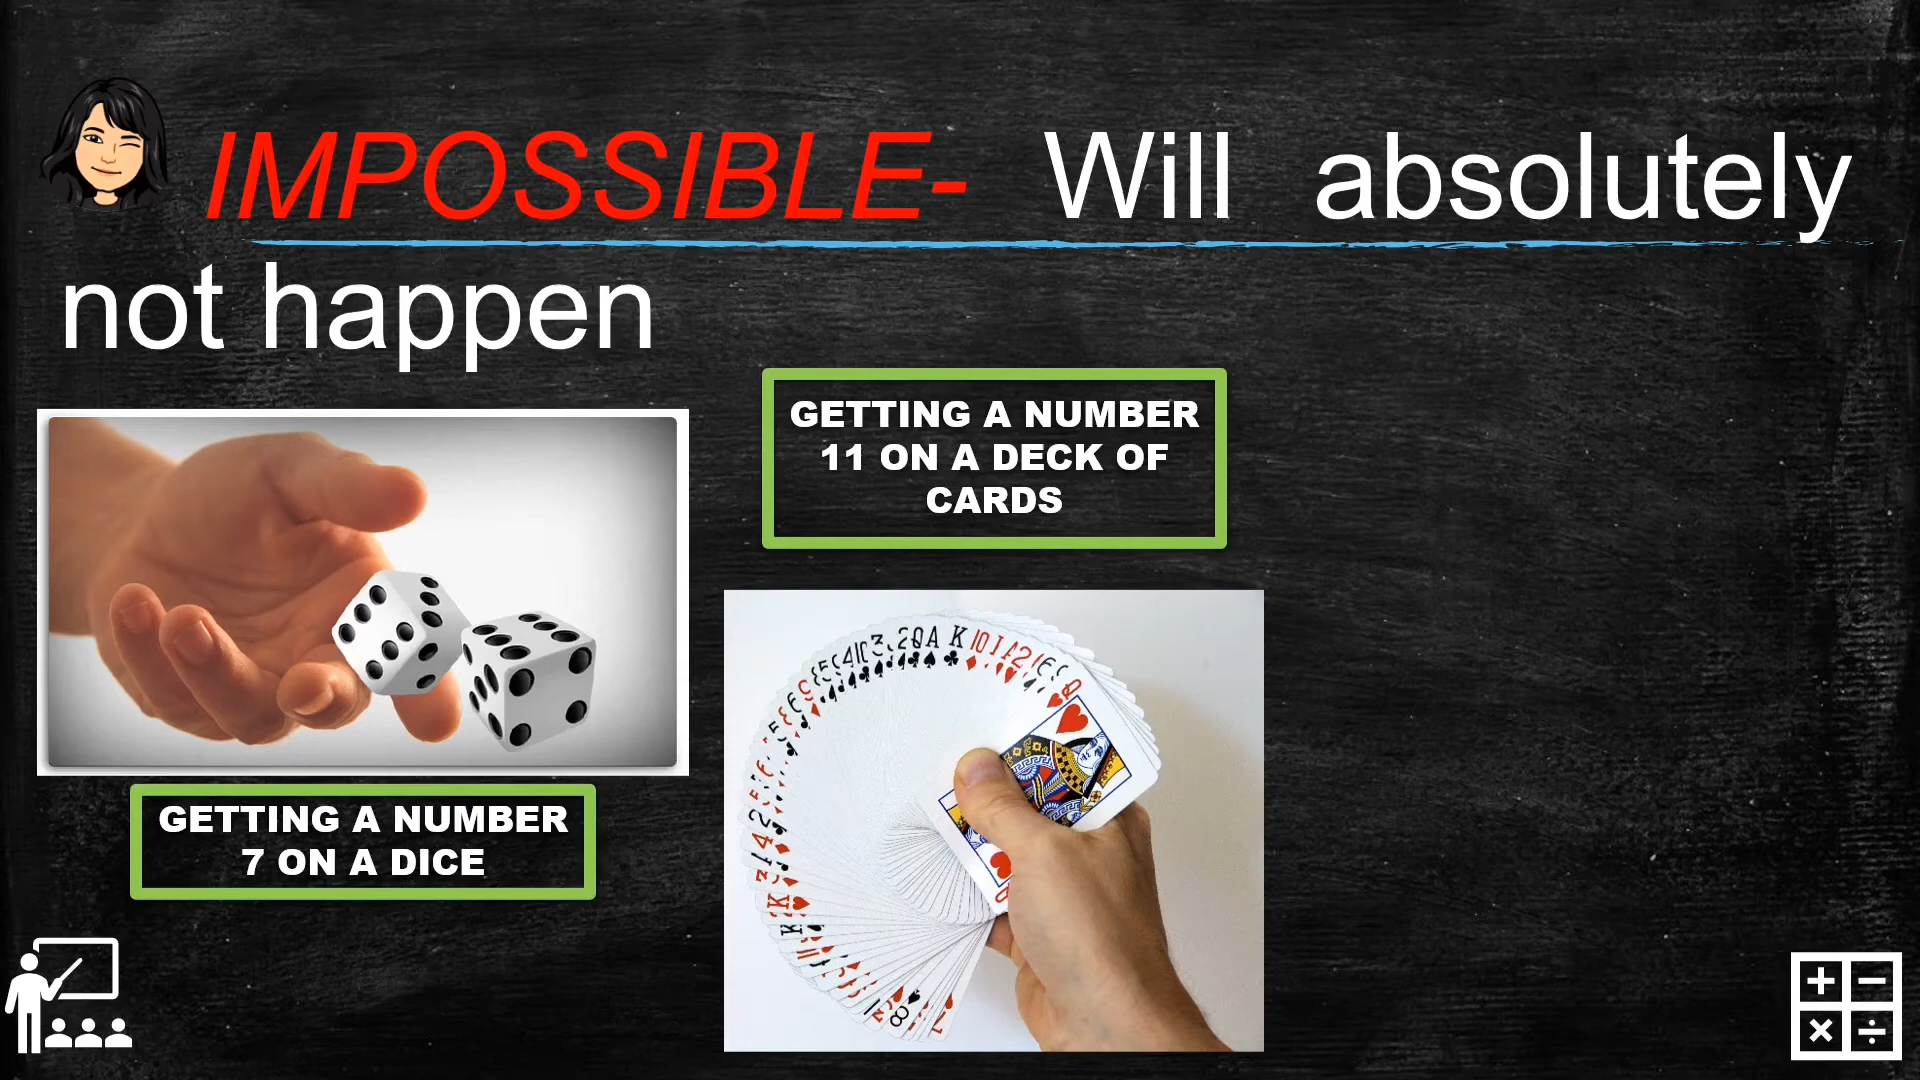 IMPOSSIBLE- Will absolutely
not happen
GETTING A NUMBER
11 ON A DECK OF
CARDS
GETTING A NUMBER
7 ON A DICE